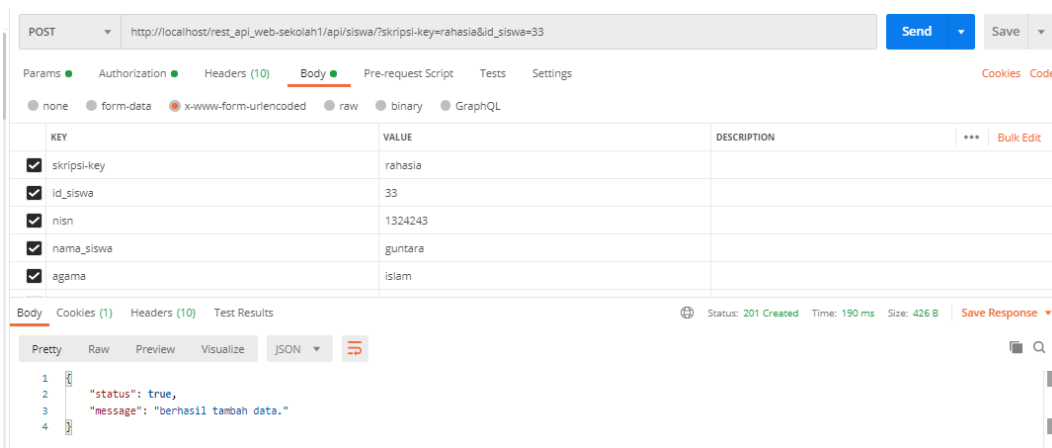 POST http://localhost/rest_api_web-sekolah1/api/siswa/?skripsi-key=rahasia&id_siswa=33 Send Save
Params Authorization Headers (10) Body Pre-request Script Tests Settings Cookies Code
none form-data x-www-form-urlencoded raw binary GraphQL
KEY VALUE DESCRIPTION ••• Bulk Edit
skripsi-key rahasia
id_siswa 33
nisn 1324243
nama_siswa guntara
agama islam
Body Cookies (1) Headers (10) Test Results Status: 201 Created Time: 190 ms Size: 426 B Save Response
Pretty Raw Preview Visualize JSON
1 {
2 "status": true,
3 "message": "berhasil tambah data."
4 }